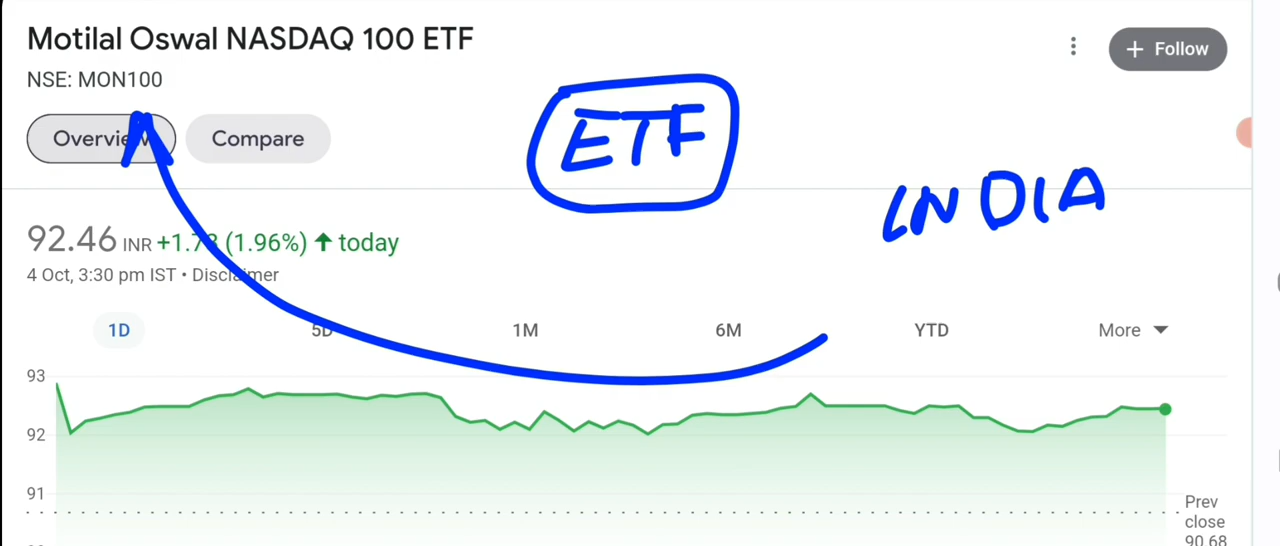 Motilal Oswal NASDAQ 100 ETF
+ Follow
NSE: MON100
Overview
Compare
ETF
INDIA
92.46 INR +1.78 (1.96%) ↑ today
4 Oct, 3:30 pm IST • Disclaimer
1D 5D 1M 6M YTD More
93
92
91
Prev
close
90.68